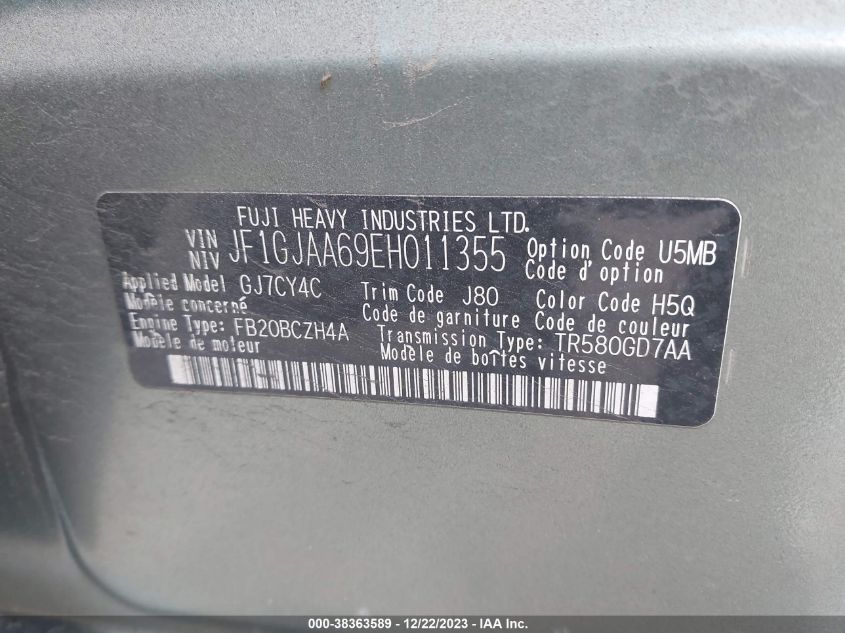 FUJI HEAVY INDUSTRIES LTD.
VIN
NIV JF1GJAA69EH011355 Option Code U5MB
Code d'option
Applied Model GJ7CY4C Trim Code J80 Color Code H5Q
Modèle concerné Code de garniture Code de couleur
Engine Type: FB20BCZH4A Transmission Type: TR580GD7AA
Modèle de moteur Modèle de boîtes vitesse
000-38363589 - 12/22/2023 - IAA Inc.